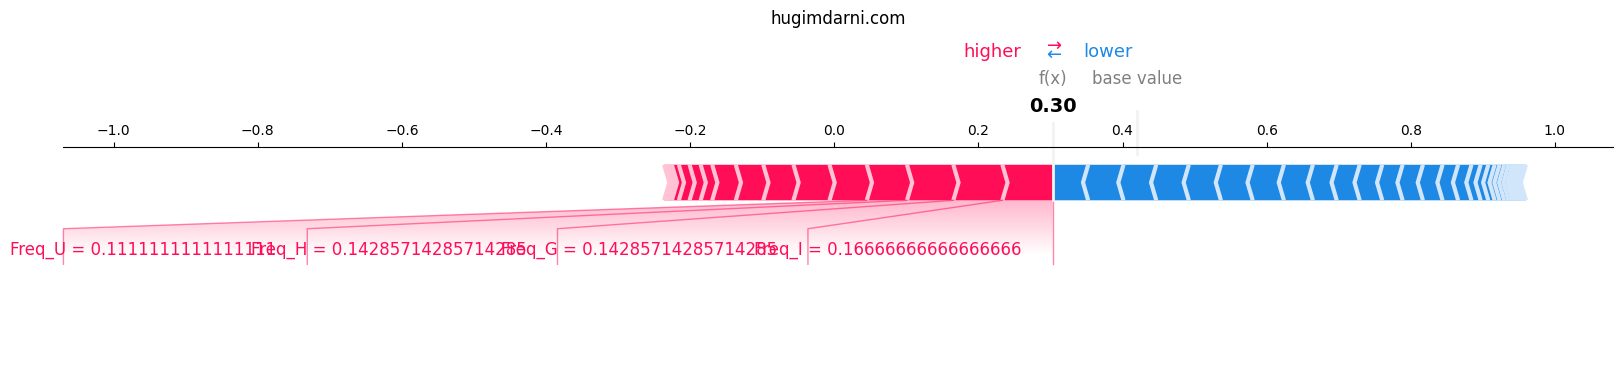 hugimdarni.com
higher → ← lower
f(x) base value
0.30
−1.0 −0.8 −0.6 −0.4 −0.2 0.0 0.2 0.4 0.6 0.8 1.0
Freq_U = 0.1111111111111111 Freq_H = 0.14285714285714285 Freq_G = 0.14285714285714285 Freq_I = 0.16666666666666666